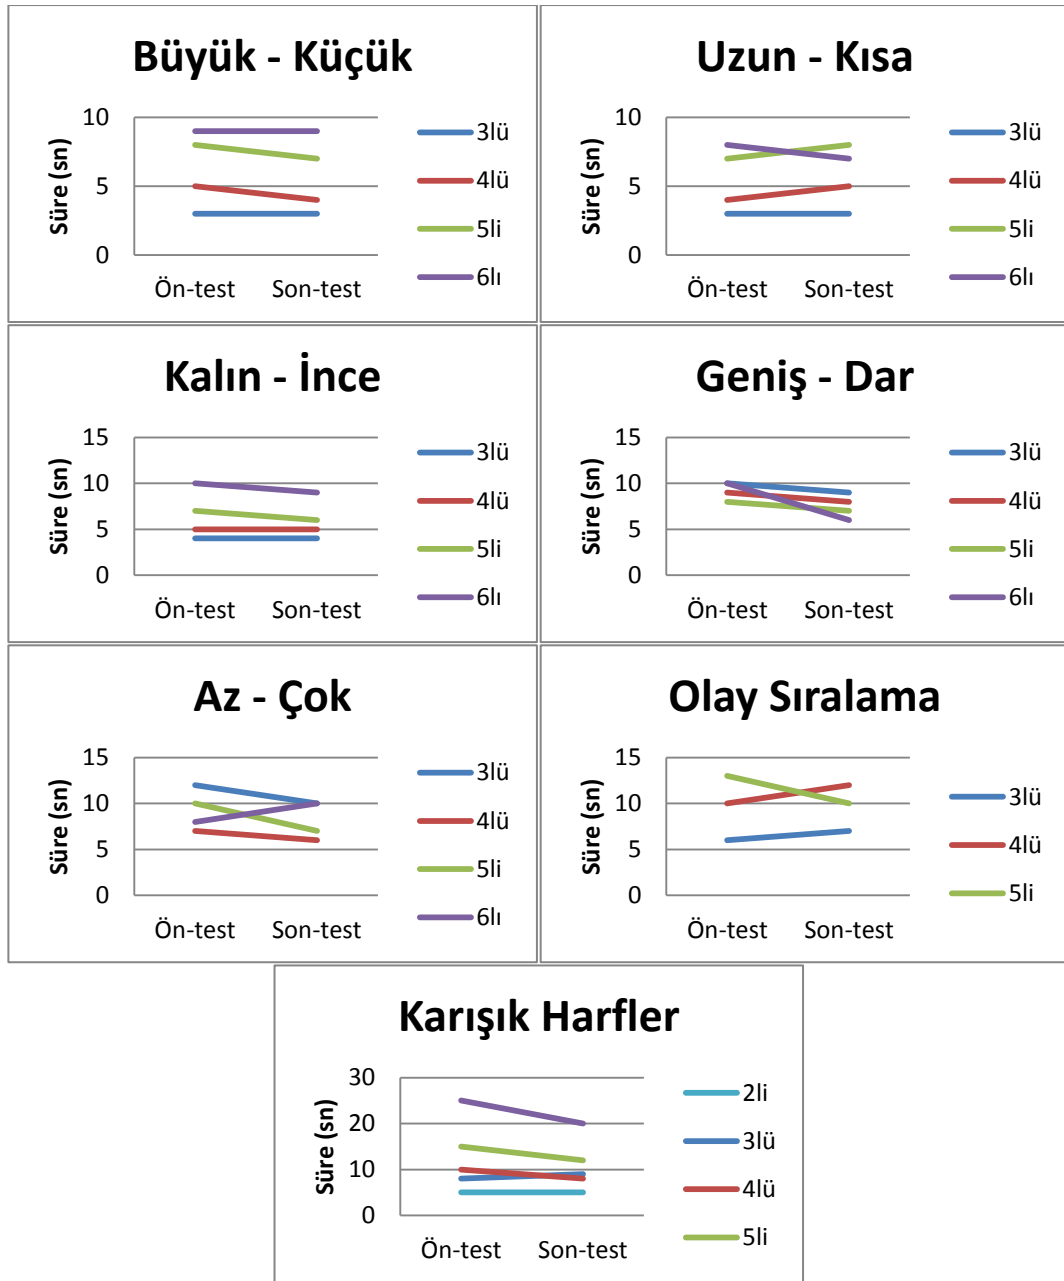 Büyük - Küçük
Süre (sn)
10
5
0
Ön-test Son-test
3lü
4lü
5li
6lı
Uzun - Kısa
Süre (sn)
10
5
0
Ön-test Son-test
3lü
4lü
5li
6lı
Kalın - İnce
Süre (sn)
15
10
5
0
Ön-test Son-test
3lü
4lü
5li
6lı
Geniş - Dar
Süre (sn)
15
10
5
0
Ön-test Son-test
3lü
4lü
5li
6lı
Az - Çok
Süre (sn)
15
10
5
0
Ön-test Son-test
3lü
4lü
5li
6lı
Olay Sıralama
Süre (sn)
15
10
5
0
Ön-test Son-test
3lü
4lü
5li
Karışık Harfler
Süre (sn)
30
20
10
0
Ön-test Son-test
2li
3lü
4lü
5li